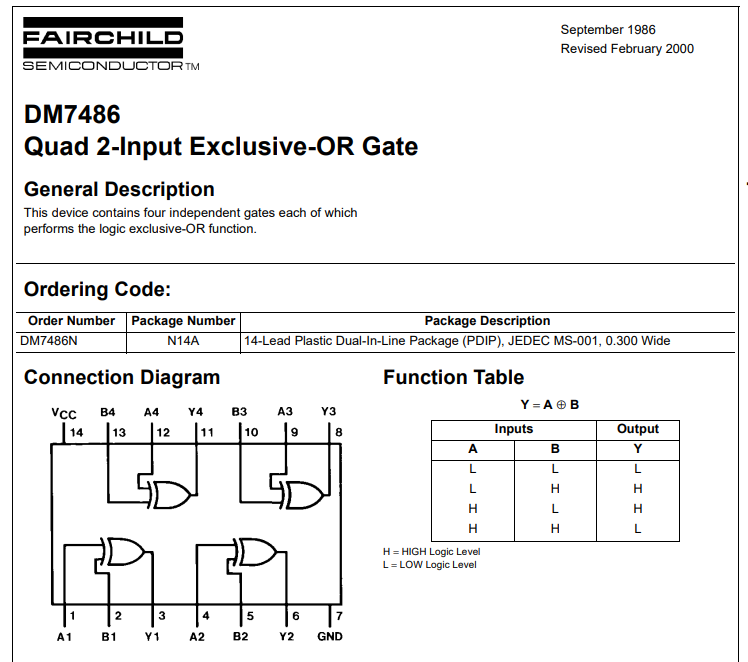 FAIRCHILD
SEMICONDUCTOR™
September 1986
Revised February 2000
DM7486
Quad 2-Input Exclusive-OR Gate
General Description
This device contains four independent gates each of which
performs the logic exclusive-OR function.
Ordering Code:
Order Number Package Number Package Description
DM7486N N14A 14-Lead Plastic Dual-In-Line Package (PDIP), JEDEC MS-001, 0.300 Wide
Connection Diagram
VCC B4 A4 Y4 B3 A3 Y3
14 13 12 11 10 9 8
1 2 3 4 5 6 7
A1 B1 Y1 A2 B2 Y2 GND
Function Table
Y = A ⊕ B
Inputs Output
A B Y
L L L
L H H
H L H
H H L
H = HIGH Logic Level
L = LOW Logic Level